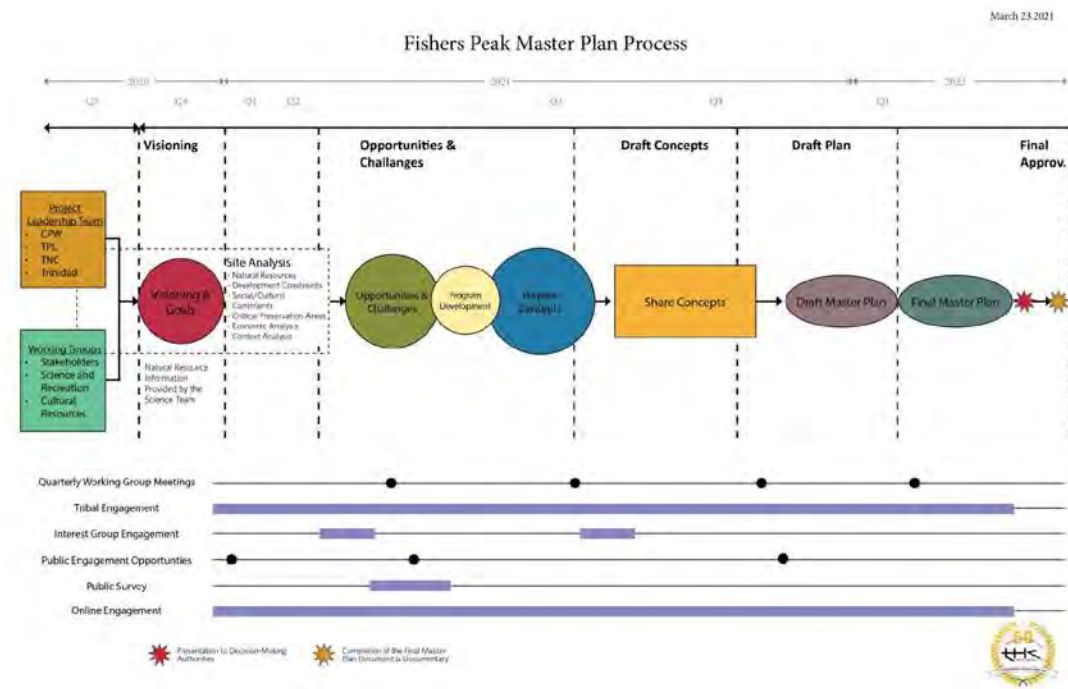 March 23 2021
Fishers Peak Master Plan Process
2020
2021
2022
Q3
Q4
Q1
Q2
Q3
Visioning
Opportunities &
Challanges
Draft Concepts
Draft Plan
Final
Approv.
Project
Leadership Team
• CPW
• TPL
• TNC
• Trinidad
Working Groups
• Stakeholders
• Science and
Recreation
• Cultural
Resources
Visioning &
Goals
Natural Resource
Information
Provided by the
Science Team
Site Analysis
- Natural Resources
- Development Constraints
- Social/Cultural
Constraints
- Critical Preservation Areas
- Economic Analysis
- Context Analysis
Opportunities &
Challenges
Program
Development
Concepts
Share Concepts
Draft Master Plan
Final Master Plan
Quarterly Working Group Meetings
Tribal Engagement
Interest Group Engagement
Public Engagement Opportunties
Public Survey
Online Engagement
Presentation to Decision-Making
Authorities
Completion of the Final Master
Plan Document & Documentary
50